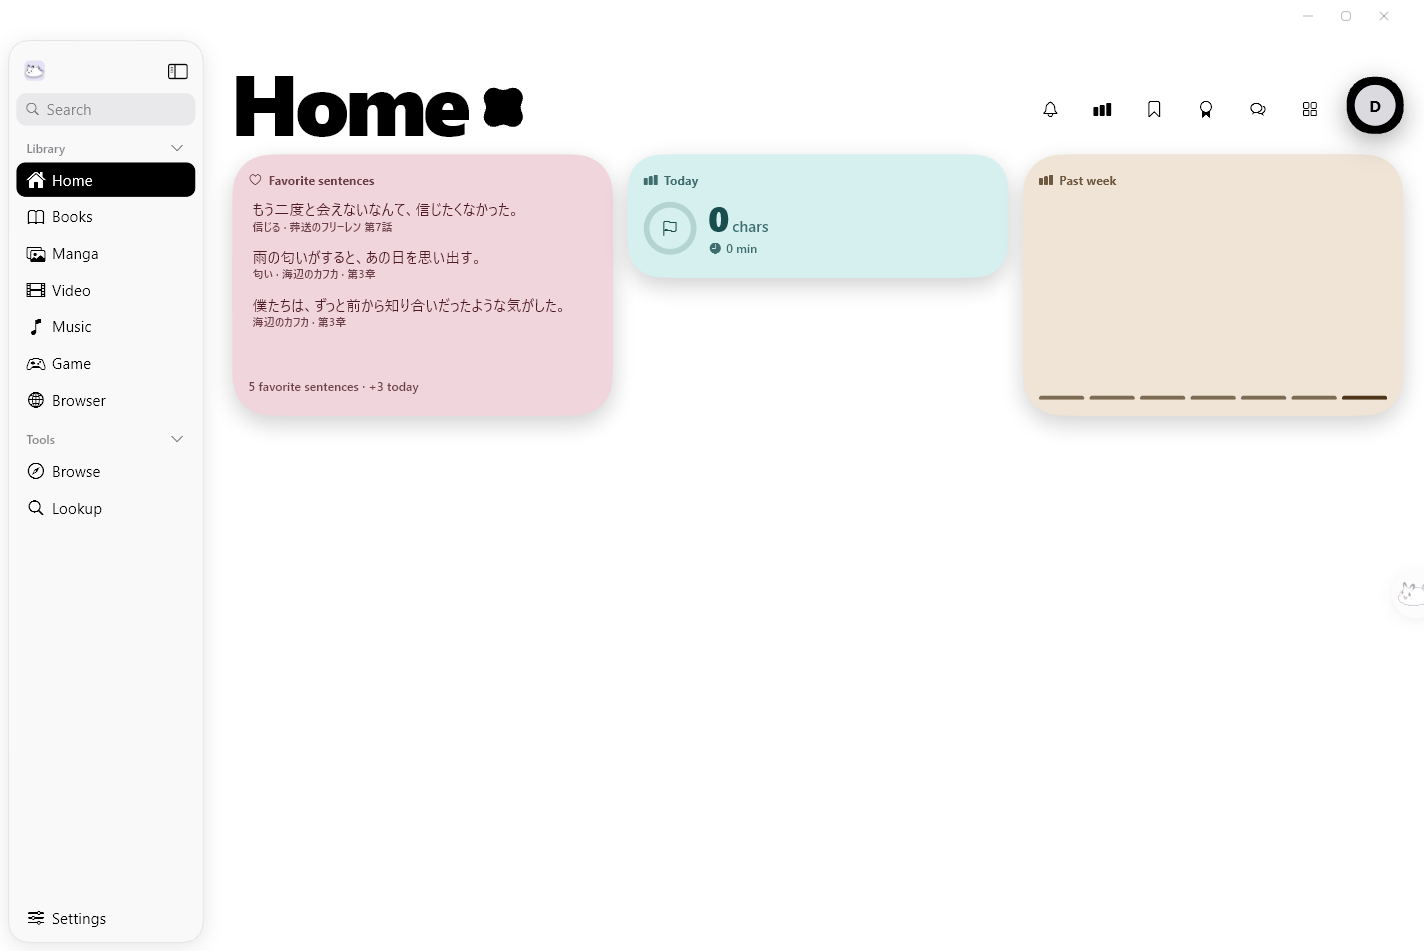 Search
Library
Home
Books
Manga
Video
Music
Game
Browser
Tools
Browse
Lookup
Settings
Home
D
Favorite sentences
もう二度と会えないなんて、信じたくなかった。
信じる · 葬送のフリーレン 第7話
雨の匂いがすると、あの日を思い出す。
匂い · 海辺のカフカ · 第3章
僕たちは、ずっと前から知り合いだったような気がした。
海辺のカフカ · 第3章
5 favorite sentences · +3 today
Today
0 chars
0 min
Past week